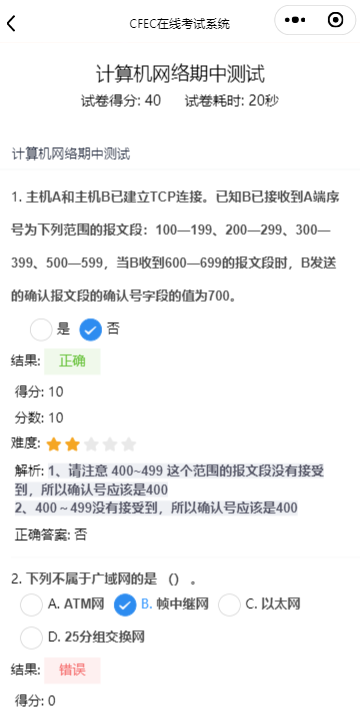 CFEC在线考试系统
计算机网络期中测试
试卷得分: 40 试卷耗时: 20秒
计算机网络期中测试
1. 主机A和主机B已建立TCP连接。已知B已接收到A端序
号为下列范围的报文段：100—199、200—299、300—
399、500—599，当B收到600—699的报文段时，B发送
的确认报文段的确认号字段的值为700。
是 否
结果: 正确
得分: 10
分数: 10
难度:
解析: 1、请注意 400~499 这个范围的报文段没有接受
到，所以确认号应该是400
2、400～499没有接受到，所以确认号应该是400
正确答案: 否
2. 下列不属于广域网的是 （） 。
A. ATM网 B. 帧中继网 C. 以太网
D. 25分组交换网
结果: 错误
得分: 0